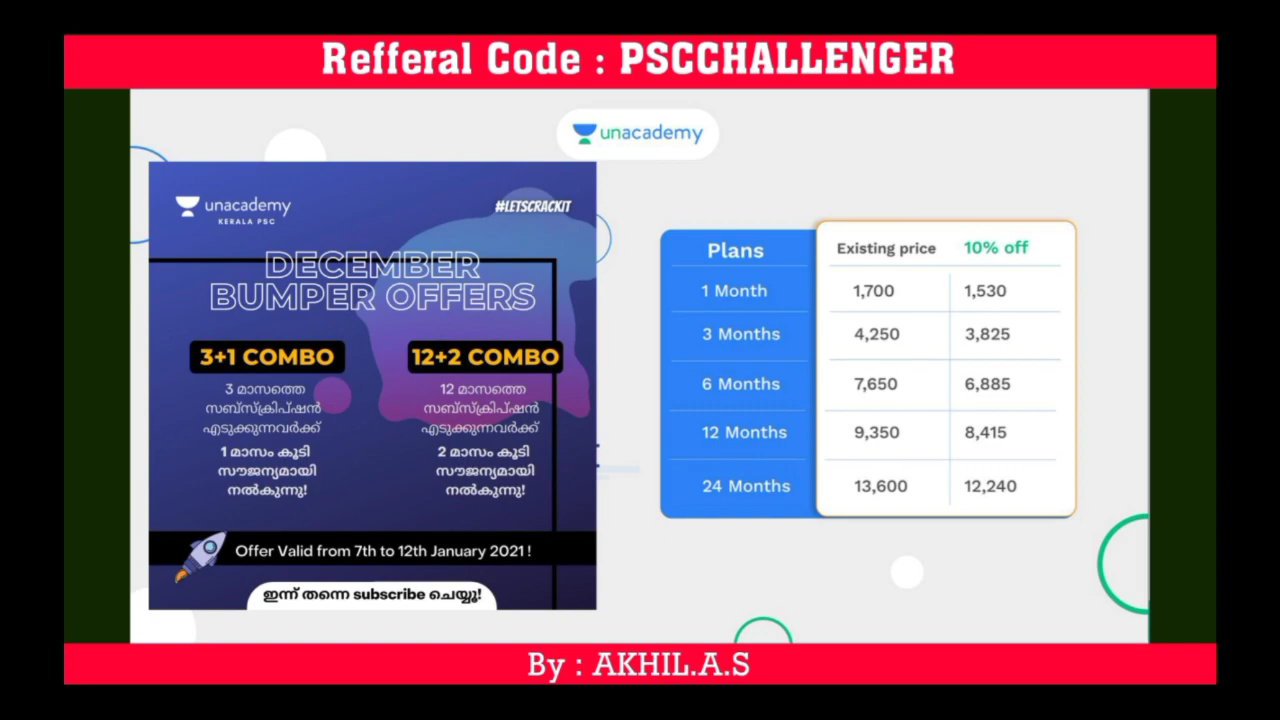 Refferal Code : PSCCHALLENGER
unacademy
unacademy
KERALA PSC
#LETSCRACKIT
DECEMBER
BUMPER OFFERS
3+1 COMBO
3 മാസത്തെ
സബ്സ്ക്രിപ്ഷൻ
എടുക്കുന്നവർക്ക്
1 മാസം കൂടി
സൗജന്യമായി
നൽകുന്നു!
12+2 COMBO
12 മാസത്തെ
സബ്സ്ക്രിപ്ഷൻ
എടുക്കുന്നവർക്ക്
2 മാസം കൂടി
സൗജന്യമായി
നൽകുന്നു!
Offer Valid from 7th to 12th January 2021 !
ഇന്ന് തന്നെ subscribe ചെയ്യൂ!
Plans Existing price 10% off
1 Month 1,700 1,530
3 Months 4,250 3,825
6 Months 7,650 6,885
12 Months 9,350 8,415
24 Months 13,600 12,240
By : AKHIL.A.S